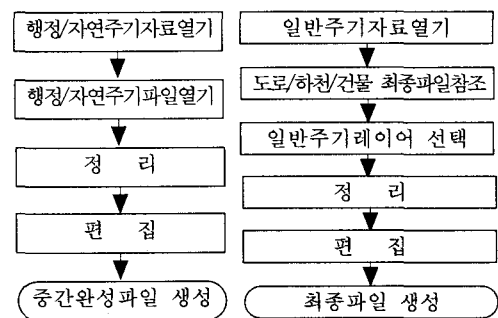 행정/자연주기자료열기
행정/자연주기파일열기
정 리
편 집
중간완성파일 생성
일반주기자료열기
도로/하천/건물 최종파일참조
일반주기레이어 선택
정 리
편 집
최종파일 생성